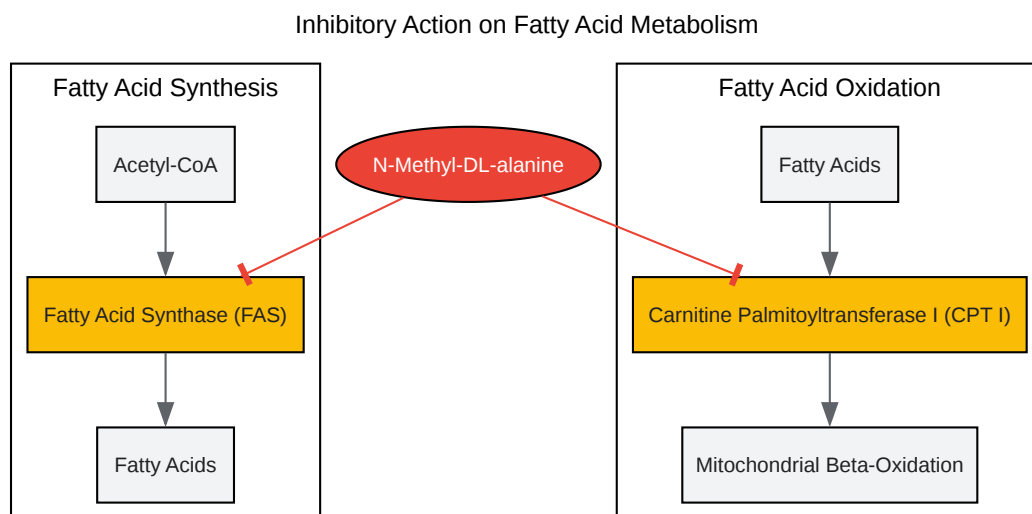 Inhibitory Action on Fatty Acid Metabolism
Fatty Acid Synthesis
Fatty Acid Oxidation
Acetyl-CoA
N-Methyl-DL-alanine
Fatty Acids
Fatty Acid Synthase (FAS)
Carnitine Palmitoyltransferase I (CPT I)
Fatty Acids
Mitochondrial Beta-Oxidation